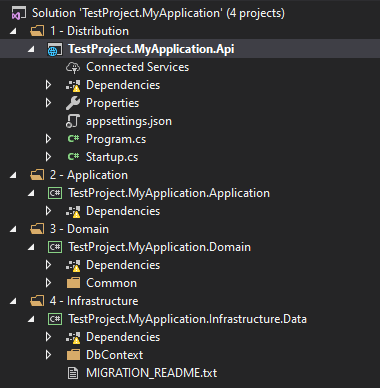 Solution 'TestProject.MyApplication' (4 projects)
1 - Distribution
TestProject.MyApplication.Api
Connected Services
Dependencies
Properties
appsettings.json
C# Program.cs
C# Startup.cs
2 - Application
C# TestProject.MyApplication.Application
Dependencies
3 - Domain
C# TestProject.MyApplication.Domain
Dependencies
Common
4 - Infrastructure
C# TestProject.MyApplication.Infrastructure.Data
Dependencies
DbContext
MIGRATION_README.txt